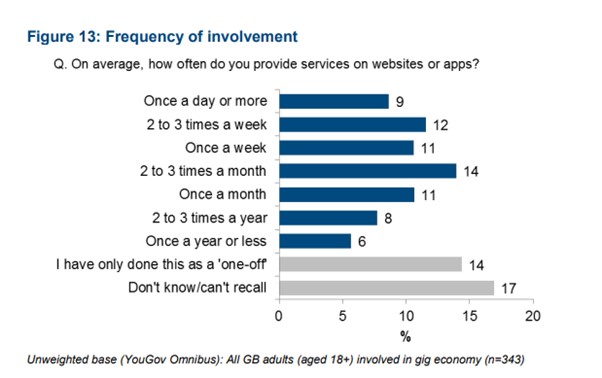 Figure 13: Frequency of involvement
Q. On average, how often do you provide services on websites or apps?
Once a day or more 9
2 to 3 times a week 12
Once a week 11
2 to 3 times a month 14
Once a month 11
2 to 3 times a year 8
Once a year or less 6
I have only done this as a 'one-off' 14
Don't know/can't recall 17
0 5 10 15 20
%
Unweighted base (YouGov Omnibus): All GB adults (aged 18+) involved in gig economy (n=343)